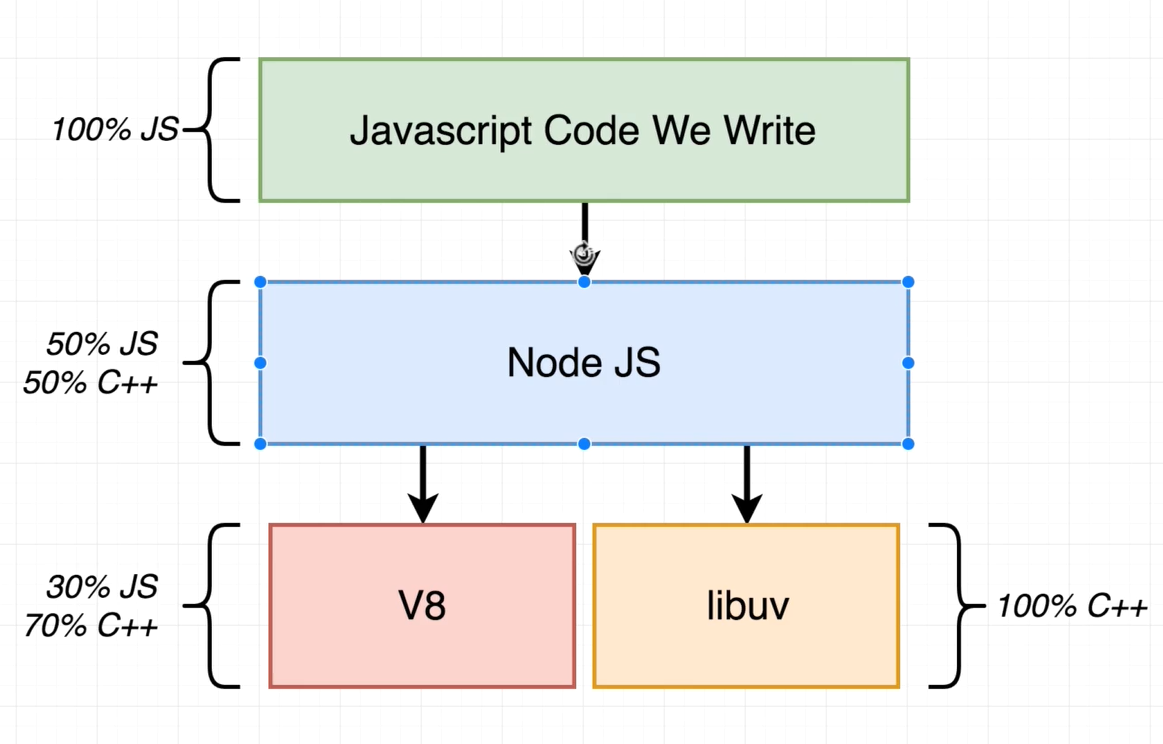 100% JS
Javascript Code We Write
50% JS
50% C++
Node JS
30% JS
70% C++
V8
libuv
100% C++